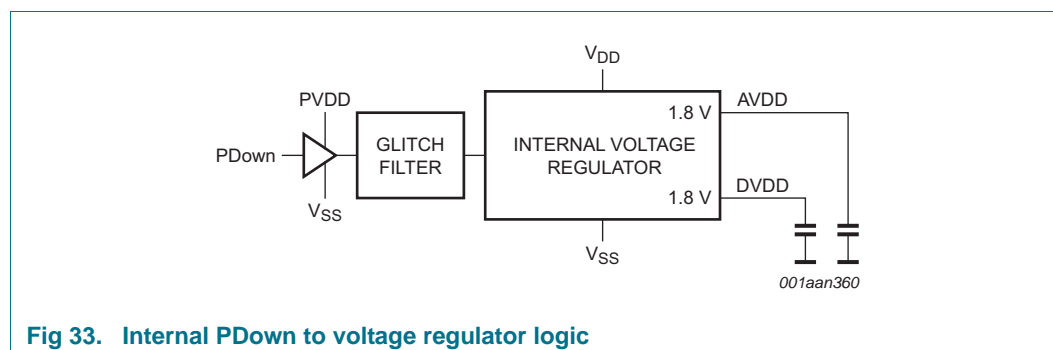 VDD
PVDD
1.8 V
AVDD
GLITCH
FILTER
INTERNAL VOLTAGE
REGULATOR
PDown
DVDD
1.8 V
VSS
VSS
001aan360
Fig 33. Internal PDown to voltage regulator logic